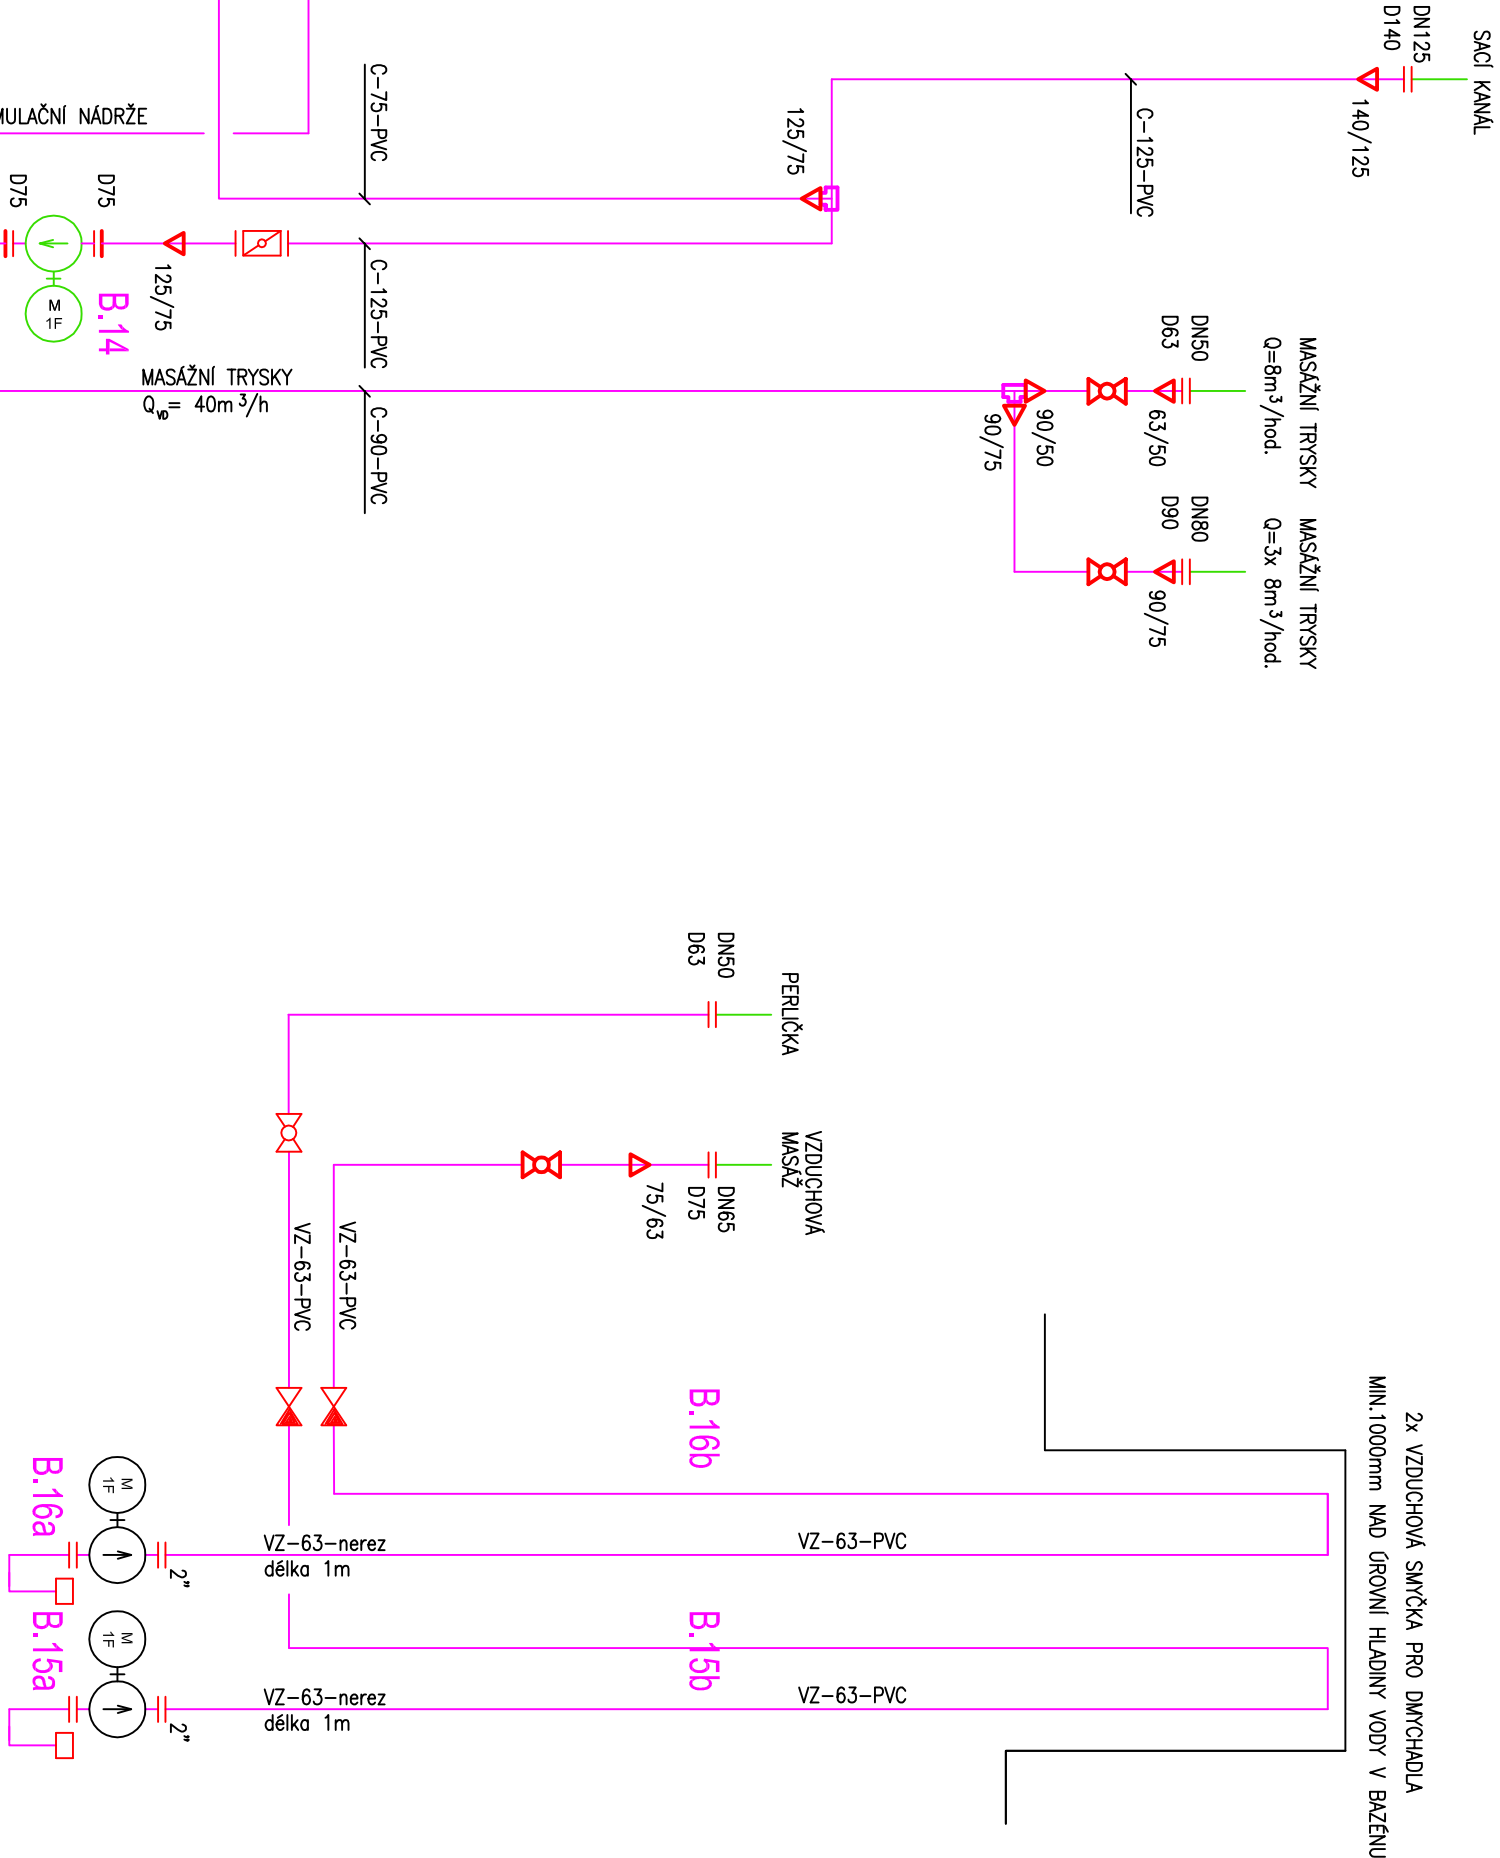 SACÍ KANÁL
DN125
D140
140/125
C-125-PVC
125/75
C-75-PVC
MULAČNÍ NÁDRŽE
D75
D75
125/75
C-125-PVC
M
1F
B.14
MASÁŽNÍ TRYSKY
Qᵥₚ= 40m³/h
C-90-PVC
MASÁŽNÍ TRYSKY
Q=8m³/hod.
DN50
D63
63/50
90/50
90/75
MASÁŽNÍ TRYSKY
Q=3x 8m³/hod.
DN80
D90
90/75
PERLIČKA
DN50
D63
VZDUCHOVÁ
MASÁŽ
DN65
D75
75/63
VZ-63-PVC
VZ-63-PVC
2x VZDUCHOVÁ SMYČKA PRO DMYCHADLA
MIN.1000mm NAD ÚROVNÍ HLADINY VODY V BAZÉNU
B.16b
B.16a
M
1F
2"
VZ-63-nerez
délka 1m
VZ-63-PVC
B.15b
B.15a
M
1F
2"
VZ-63-nerez
délka 1m
VZ-63-PVC